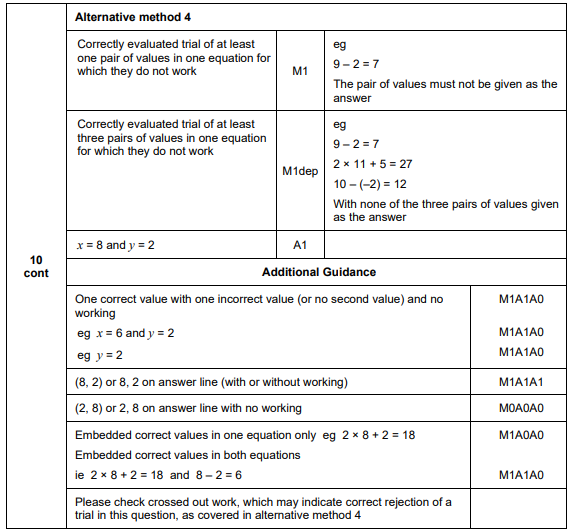 Alternative method 4
Correctly evaluated trial of at least
one pair of values in one equation for
which they do not work
M1
eg
9 – 2 = 7
The pair of values must not be given as the
answer
Correctly evaluated trial of at least
three pairs of values in one equation
for which they do not work
M1dep
eg
9 – 2 = 7
2 × 11 + 5 = 27
10 – (–2) = 12
With none of the three pairs of values given
as the answer
x = 8 and y = 2
A1
10
cont
Additional Guidance
One correct value with one incorrect value (or no second value) and no
working
M1A1A0
eg x = 6 and y = 2
M1A1A0
eg y = 2
M1A1A0
(8, 2) or 8, 2 on answer line (with or without working)
M1A1A1
(2, 8) or 2, 8 on answer line with no working
M0A0A0
Embedded correct values in one equation only eg 2 × 8 + 2 = 18
M1A0A0
Embedded correct values in both equations
ie 2 × 8 + 2 = 18 and 8 – 2 = 6
M1A1A0
Please check crossed out work, which may indicate correct rejection of a
trial in this question, as covered in alternative method 4